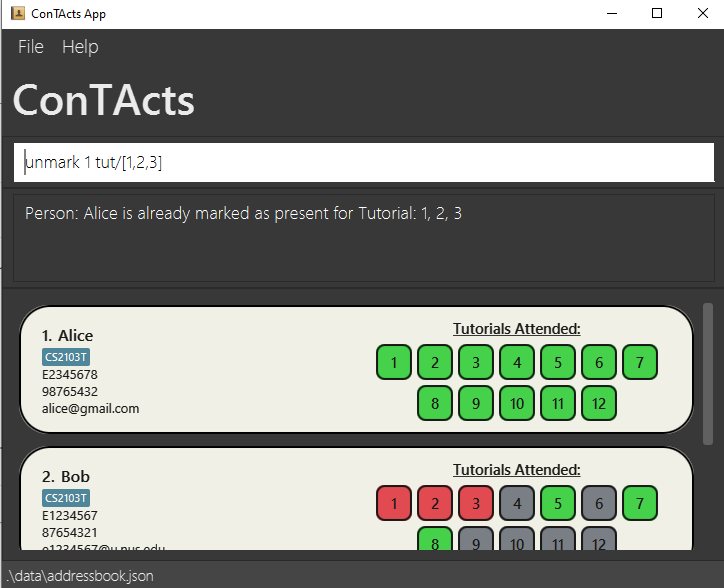 ConTActs App
File Help
ConTActs
unmark 1 tut/[1,2,3]
Person: Alice is already marked as present for Tutorial: 1, 2, 3
1. Alice
CS2103T
E2345678
98765432
alice@gmail.com
Tutorials Attended:
1 2 3 4 5 6 7
8 9 10 11 12
2. Bob
CS2103T
E1234567
87654321
e1234567@u.nus.edu
Tutorials Attended:
1 2 3 4 5 6 7
8 9 10 11 12
.\data\addressbook.json